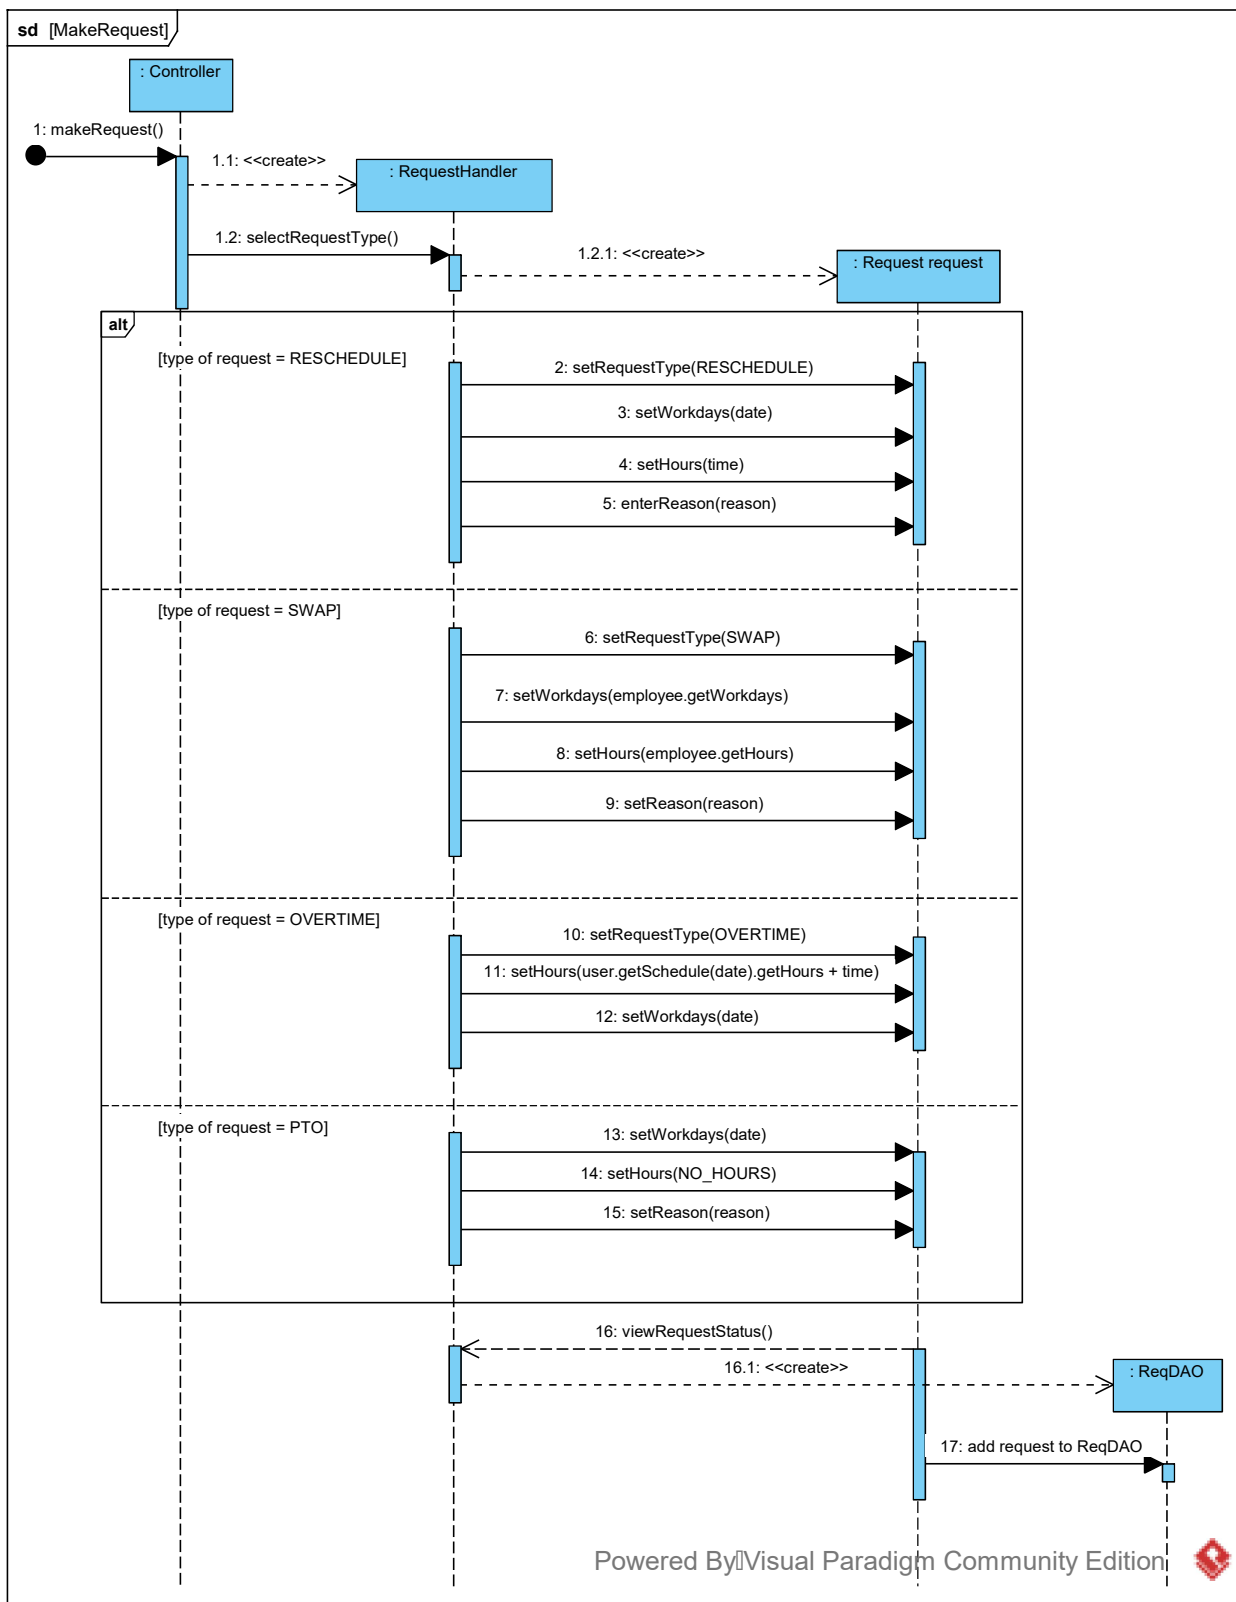 sd [MakeRequest]
: Controller
1: makeRequest()
1.1: <<create>>
: RequestHandler
1.2: selectRequestType()
1.2.1: <<create>>
: Request request
alt
[type of request = RESCHEDULE]
2: setRequestType(RESCHEDULE)
3: setWorkdays(date)
4: setHours(time)
5: enterReason(reason)
[type of request = SWAP]
6: setRequestType(SWAP)
7: setWorkdays(employee.getWorkdays)
8: setHours(employee.getHours)
9: setReason(reason)
[type of request = OVERTIME]
10: setRequestType(OVERTIME)
11: setHours(user.getSchedule(date).getHours + time)
12: setWorkdays(date)
[type of request = PTO]
13: setWorkdays(date)
14: setHours(NO_HOURS)
15: setReason(reason)
16: viewRequestStatus()
16.1: <<create>>
: ReqDAO
17: add request to ReqDAO
Powered By Visual Paradigm Community Edition